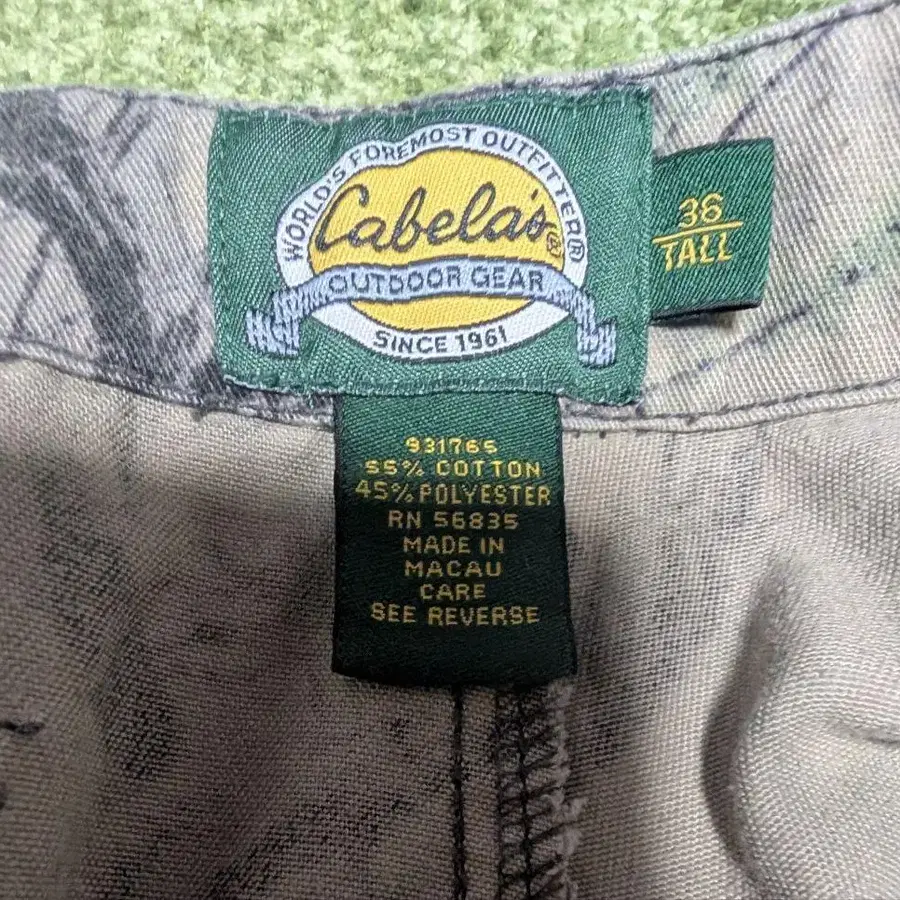 WORLD'S FOREMOST OUTFITTER®
Cabela's®
OUTDOOR GEAR
SINCE 1961
36
TALL
931765
55% COTTON
45% POLYESTER
RN 56835
MADE IN
MACAU
CARE
SEE REVERSE